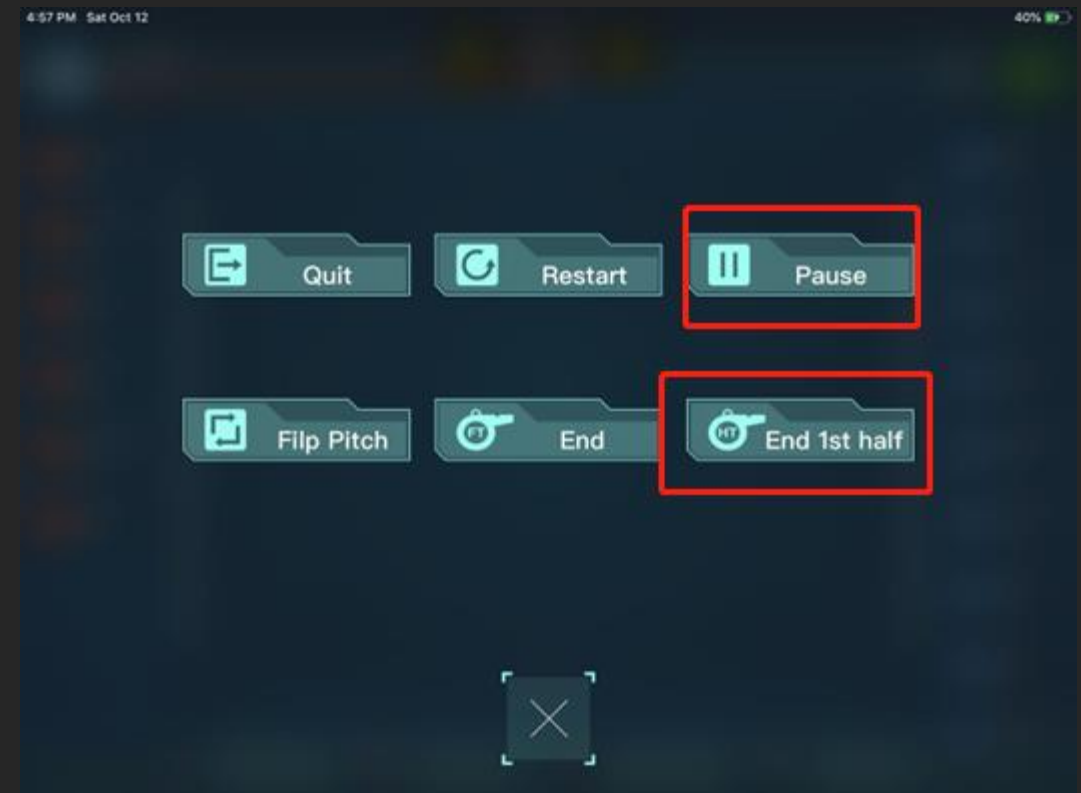 4:57 PM Sat Oct 12
40%
Quit
Restart
Pause
Filp Pitch
FT
End
HT
End 1st half